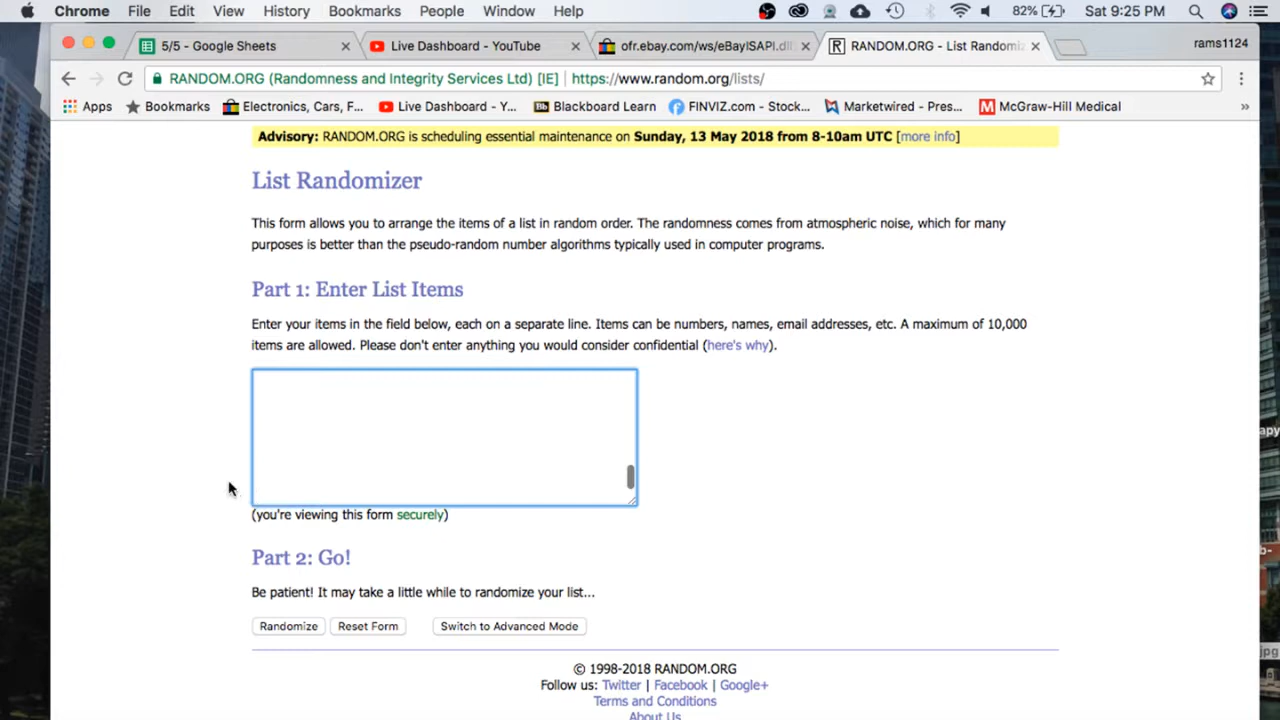 Chrome File Edit View History Bookmarks People Window Help 82% Sat 9:25 PM
5/5 - Google Sheets Live Dashboard - YouTube ofr.ebay.com/ws/eBayISAPI.dll RANDOM.ORG - List Randomiz rams1124
RANDOM.ORG (Randomness and Integrity Services Ltd) [IE] https://www.random.org/lists/
Apps Bookmarks Electronics, Cars, F... Live Dashboard - Y... Bb Blackboard Learn FINVIZ.com - Stock... Marketwired - Pres... M McGraw-Hill Medical »
Advisory: RANDOM.ORG is scheduling essential maintenance on Sunday, 13 May 2018 from 8-10am UTC [more info]
List Randomizer
This form allows you to arrange the items of a list in random order. The randomness comes from atmospheric noise, which for many
purposes is better than the pseudo-random number algorithms typically used in computer programs.
Part 1: Enter List Items
Enter your items in the field below, each on a separate line. Items can be numbers, names, email addresses, etc. A maximum of 10,000
items are allowed. Please don't enter anything you would consider confidential (here's why).
(you're viewing this form securely)
Part 2: Go!
Be patient! It may take a little while to randomize your list...
Randomize Reset Form Switch to Advanced Mode
© 1998-2018 RANDOM.ORG
Follow us: Twitter | Facebook | Google+
Terms and Conditions
About Us
jpg